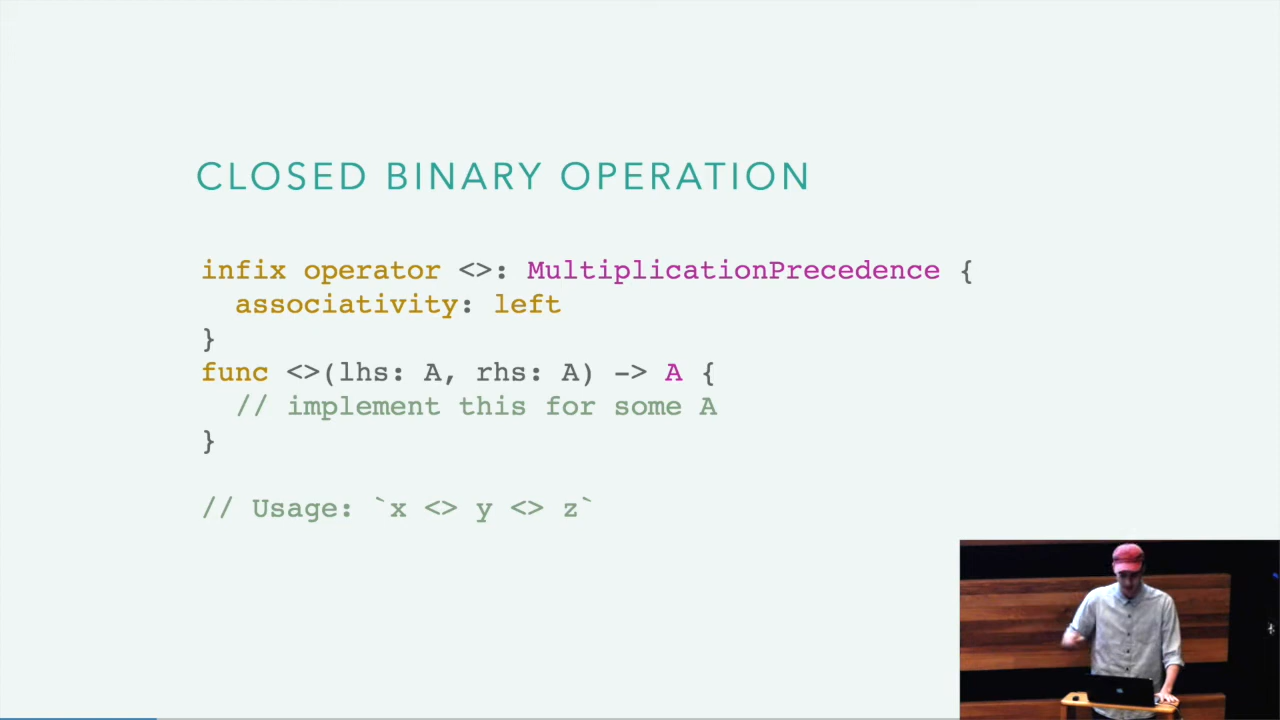 CLOSED BINARY OPERATION
infix operator <>: MultiplicationPrecedence {
  associativity: left
}
func <>(lhs: A, rhs: A) -> A {
  // implement this for some A
}
// Usage: `x <> y <> z`